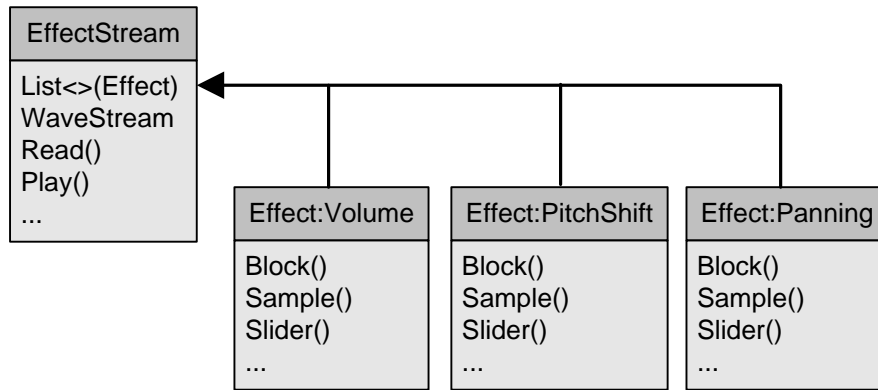 EffectStream
List<>(Effect)
WaveStream
Read()
Play()
...
Effect:Volume
Block()
Sample()
Slider()
...
Effect:PitchShift
Block()
Sample()
Slider()
...
Effect:Panning
Block()
Sample()
Slider()
...